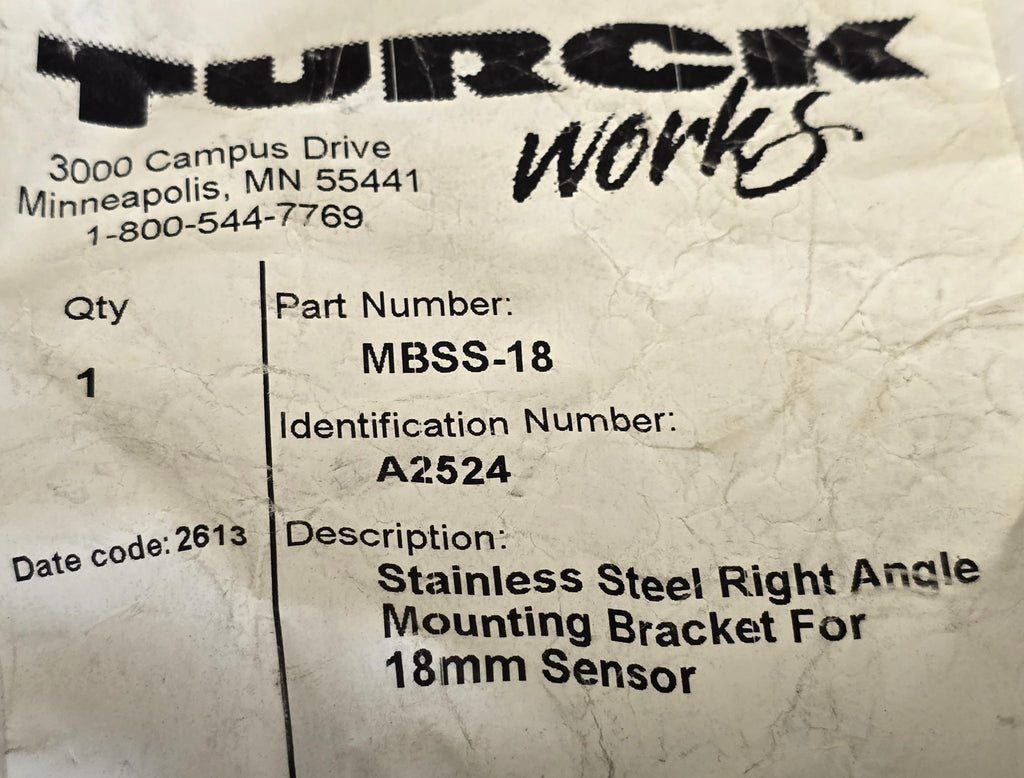 TURCK
works
3000 Campus Drive
Minneapolis, MN 55441
1-800-544-7769
Qty
1
Part Number:
MBSS-18
Identification Number:
A2524
Date code: 2613
Description:
Stainless Steel Right Angle
Mounting Bracket For
18mm Sensor